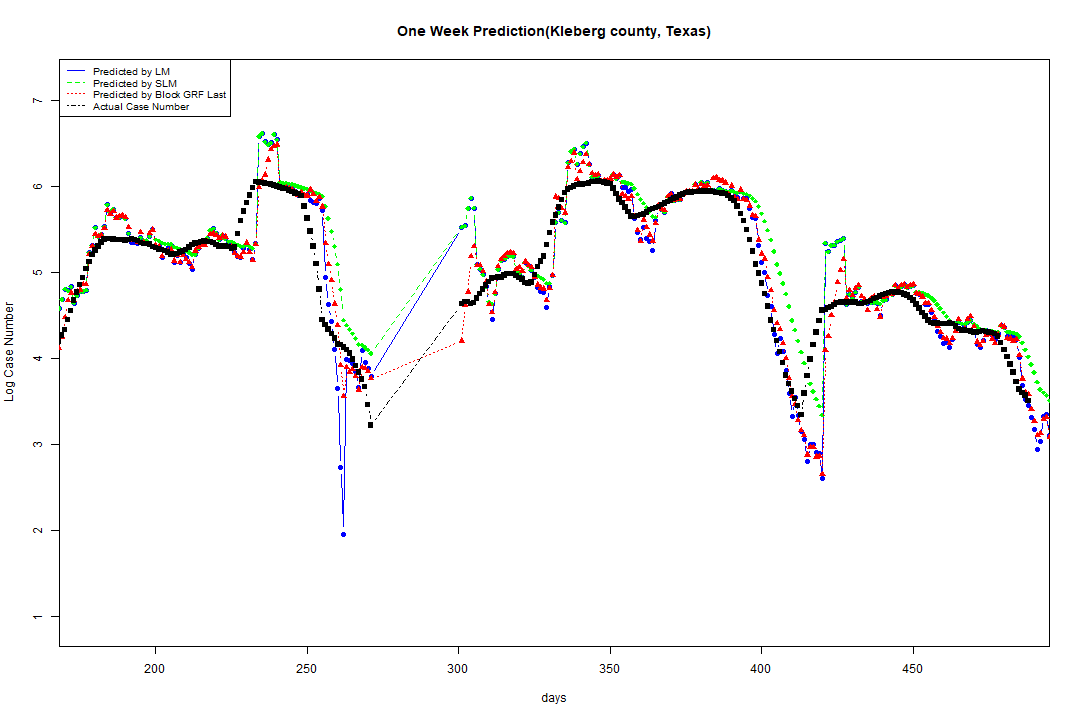 One Week Prediction(Kleberg county, Texas)
Predicted by LM
Predicted by SLM
Predicted by Block GRF Last
Actual Case Number
7
6
5
4
3
2
1
Log Case Number
200
250
300
350
400
450
days